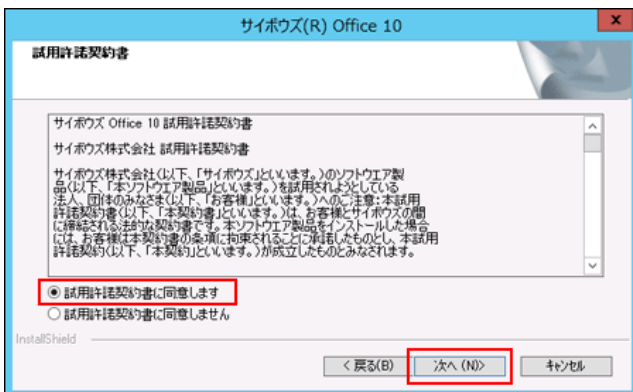 サイボウズ(R) Office 10
x
試用許諾契約書
サイボウズ Office 10 試用許諾契約書
サイボウズ株式会社 試用許諾契約書
サイボウズ株式会社(以下、「サイボウズ」といいます。)のソフトウエア製
品(以下、「本ソフトウエア製品」といいます。)を試用されようとしている
法人、団体のみなさま(以下、「お客様」といいます。)へのご注意:本試用
許諾契約書(以下、「本契約書」といいます。)は、お客様とサイボウズの間
に締結される法的な契約書です。本ソフトウエア製品をインストールした場合
には、お客様は本契約書の条項に拘束されることに承諾したものとし、本試用
許諾契約(以下、「本契約」といいます。)が成立したものとみなされます。
試用許諾契約書に同意します
試用許諾契約書に同意しません
InstallShield
< 戻る(B)
次へ (N)>
キャンセル